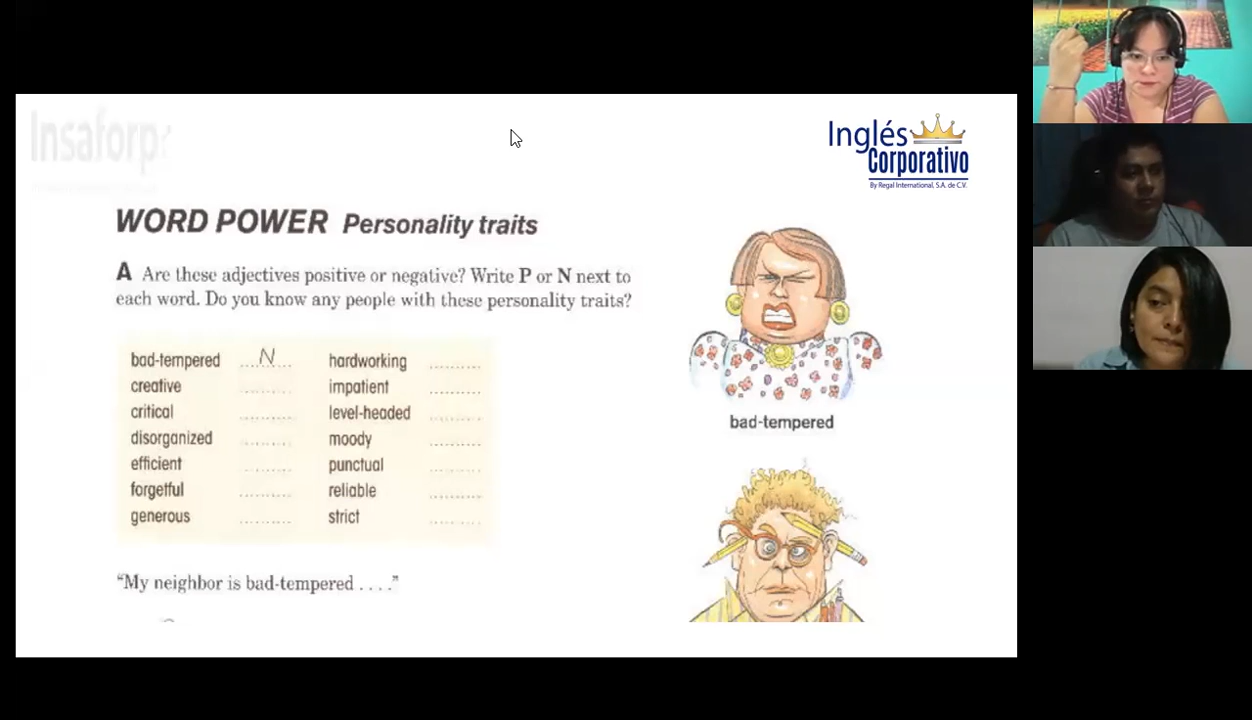 Insaforp
Inglés
Corporativo
By Regal International, S.A. de C.V.
WORD POWER Personality traits
A Are these adjectives positive or negative? Write P or N next to
each word. Do you know any people with these personality traits?
bad-tempered N hardworking
creative impatient
critical level-headed
disorganized moody
efficient punctual
forgetful reliable
generous strict
bad-tempered
"My neighbor is bad-tempered . . . ."